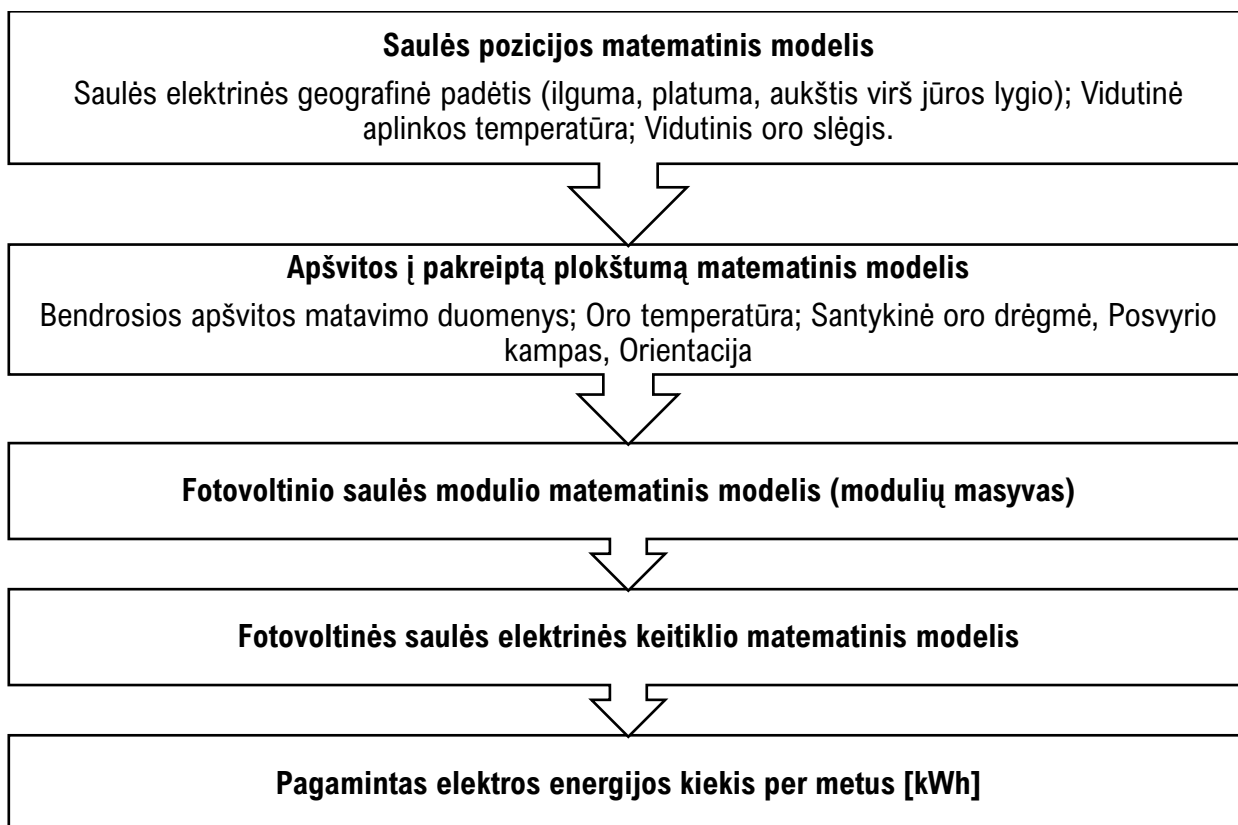 Saulės pozicijos matematinis modelis
Saulės elektrinės geografinė padėtis (ilguma, platuma, aukštis virš jūros lygio); Vidutinė
aplinkos temperatūra; Vidutinis oro slėgis.
Apšvitos į pakreiptą plokštumą matematinis modelis
Bendrosios apšvitos matavimo duomenys; Oro temperatūra; Santykinė oro drėgmė, Posvyrio
kampas, Orientacija
Fotovoltinio saulės modulio matematinis modelis (modulių masyvas)
Fotovoltinės saulės elektrinės keitiklio matematinis modelis
Pagamintas elektros energijos kiekis per metus [kWh]